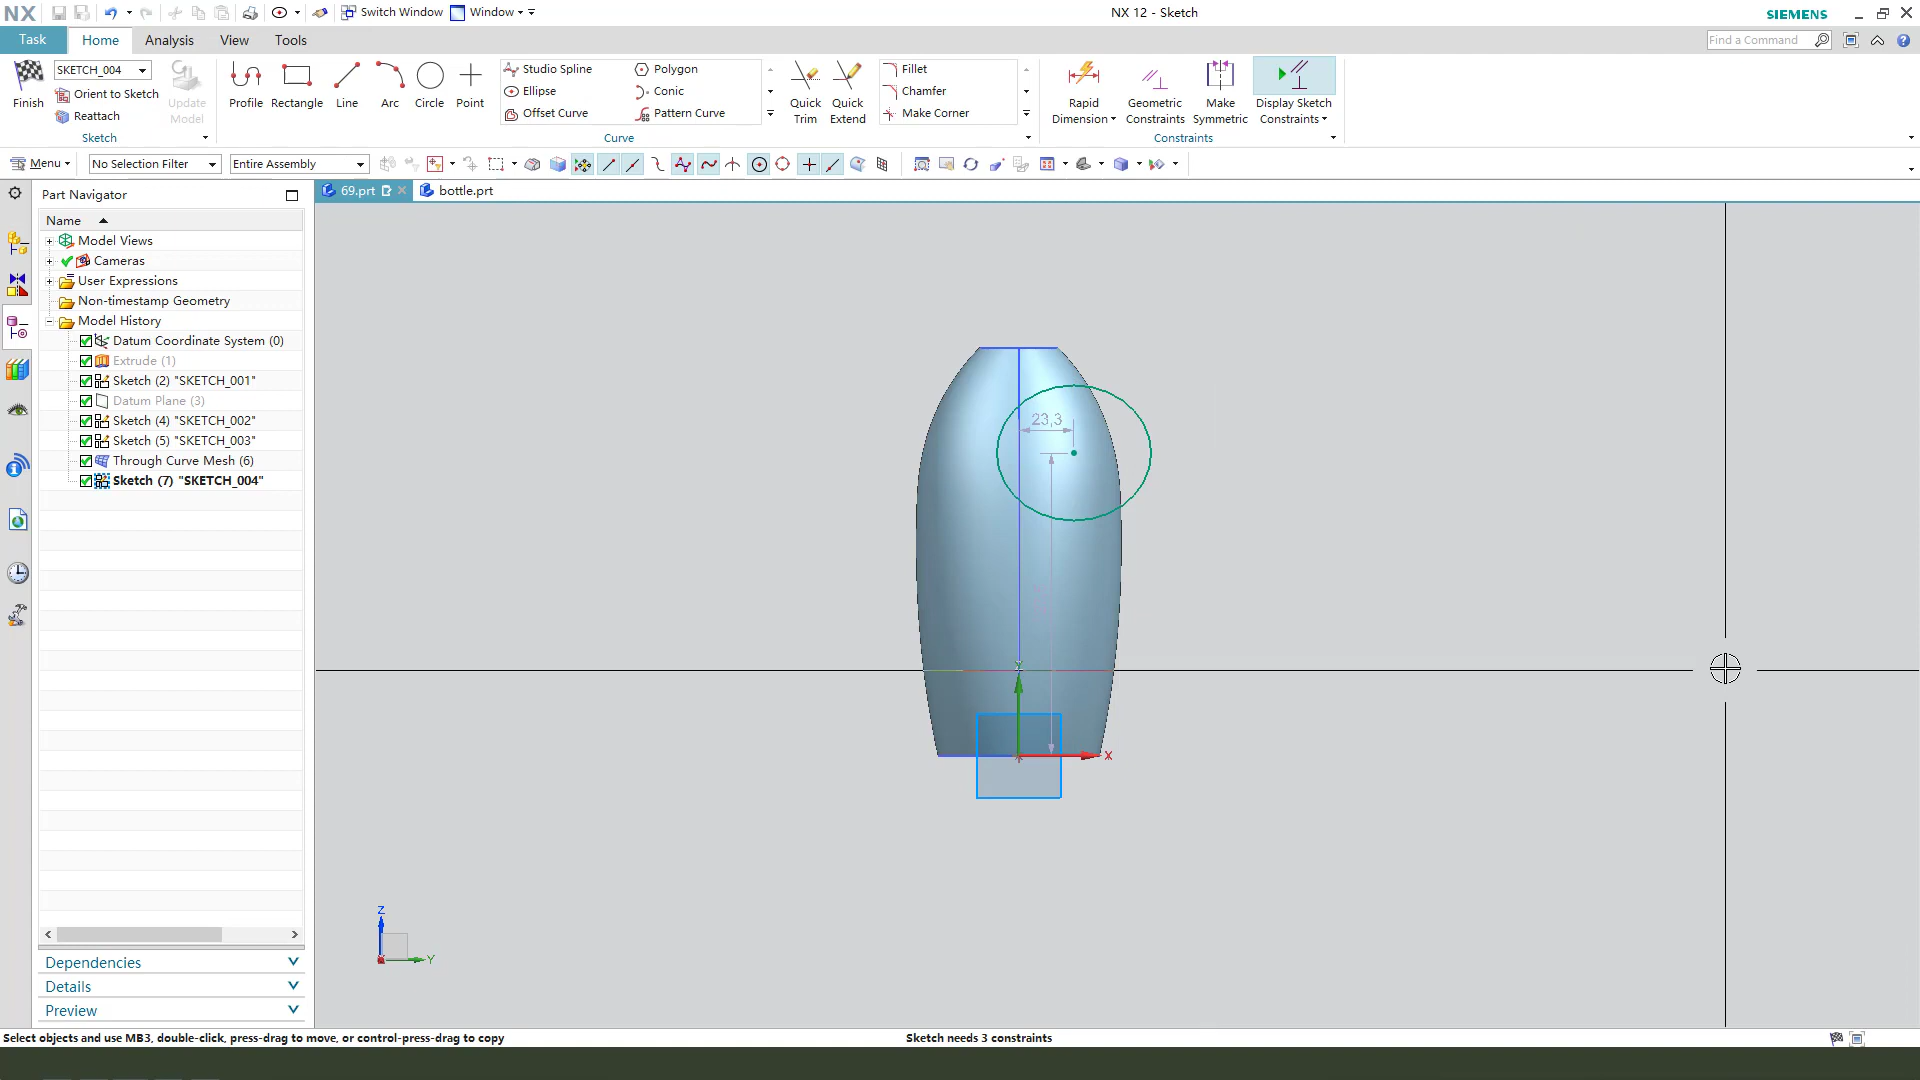 NX
Switch Window
Window
NX 12 - Sketch
SIEMENS
Task
Home
Analysis
View
Tools
Find a Command
SKETCH_004
Finish
Orient to Sketch
Reattach
Update Model
Sketch
Profile
Rectangle
Line
Arc
Circle
Point
Studio Spline
Ellipse
Offset Curve
Polygon
Conic
Pattern Curve
Curve
Quick Trim
Quick Extend
Fillet
Chamfer
Make Corner
Rapid Dimension
Geometric Constraints
Make Symmetric
Display Sketch Constraints
Constraints
Menu
No Selection Filter
Entire Assembly
Part Navigator
69.prt
bottle.prt
Name
Model Views
Cameras
User Expressions
Non-timestamp Geometry
Model History
Datum Coordinate System (0)
Extrude (1)
Sketch (2) "SKETCH_001"
Datum Plane (3)
Sketch (4) "SKETCH_002"
Sketch (5) "SKETCH_003"
Through Curve Mesh (6)
Sketch (7) "SKETCH_004"
23,3
Y
X
Z
Y
Dependencies
Details
Preview
Select objects and use MB3, double-click, press-drag to move, or control-press-drag to copy
Sketch needs 3 constraints